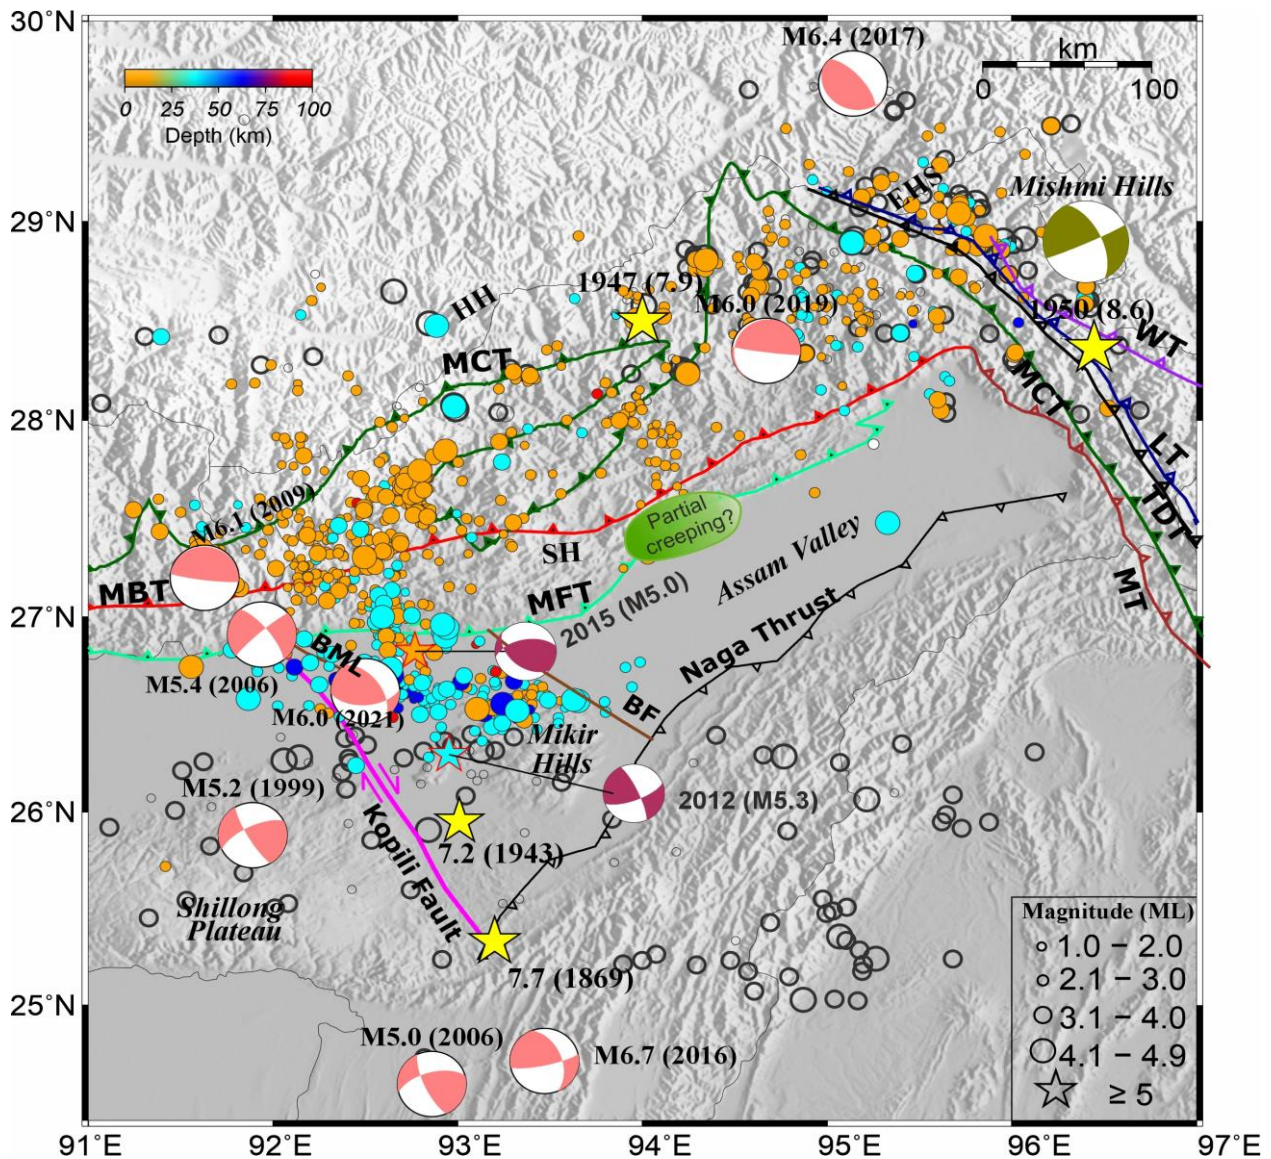 30°N
M6.4 (2017)
km
0 100
0 25 50 75 100
Depth (km)
EHS
Mishmi Hills
29°N
HH
1947 (7.9)
M6.0 (2019)
1950 (8.6)
WT
MCT
MCT
28°N
LT
M6.1 (2009)
Partial
creeping?
TDT
SH
Assam Valley
MBT
MFT
MT
27°N
2015 (M5.0)
Naga Thrust
BML
M5.4 (2006)
BF
M6.0 (2021)
Mikir
Hills
M5.2 (1999)
2012 (M5.3)
26°N
Kopili Fault
7.2 (1943)
Shillong
Plateau
Magnitude (ML)
1.0 – 2.0
2.1 – 3.0
3.1 – 4.0
4.1 – 4.9
≥ 5
7.7 (1869)
25°N
M5.0 (2006)
M6.7 (2016)
91°E 92°E 93°E 94°E 95°E 96°E 97°E